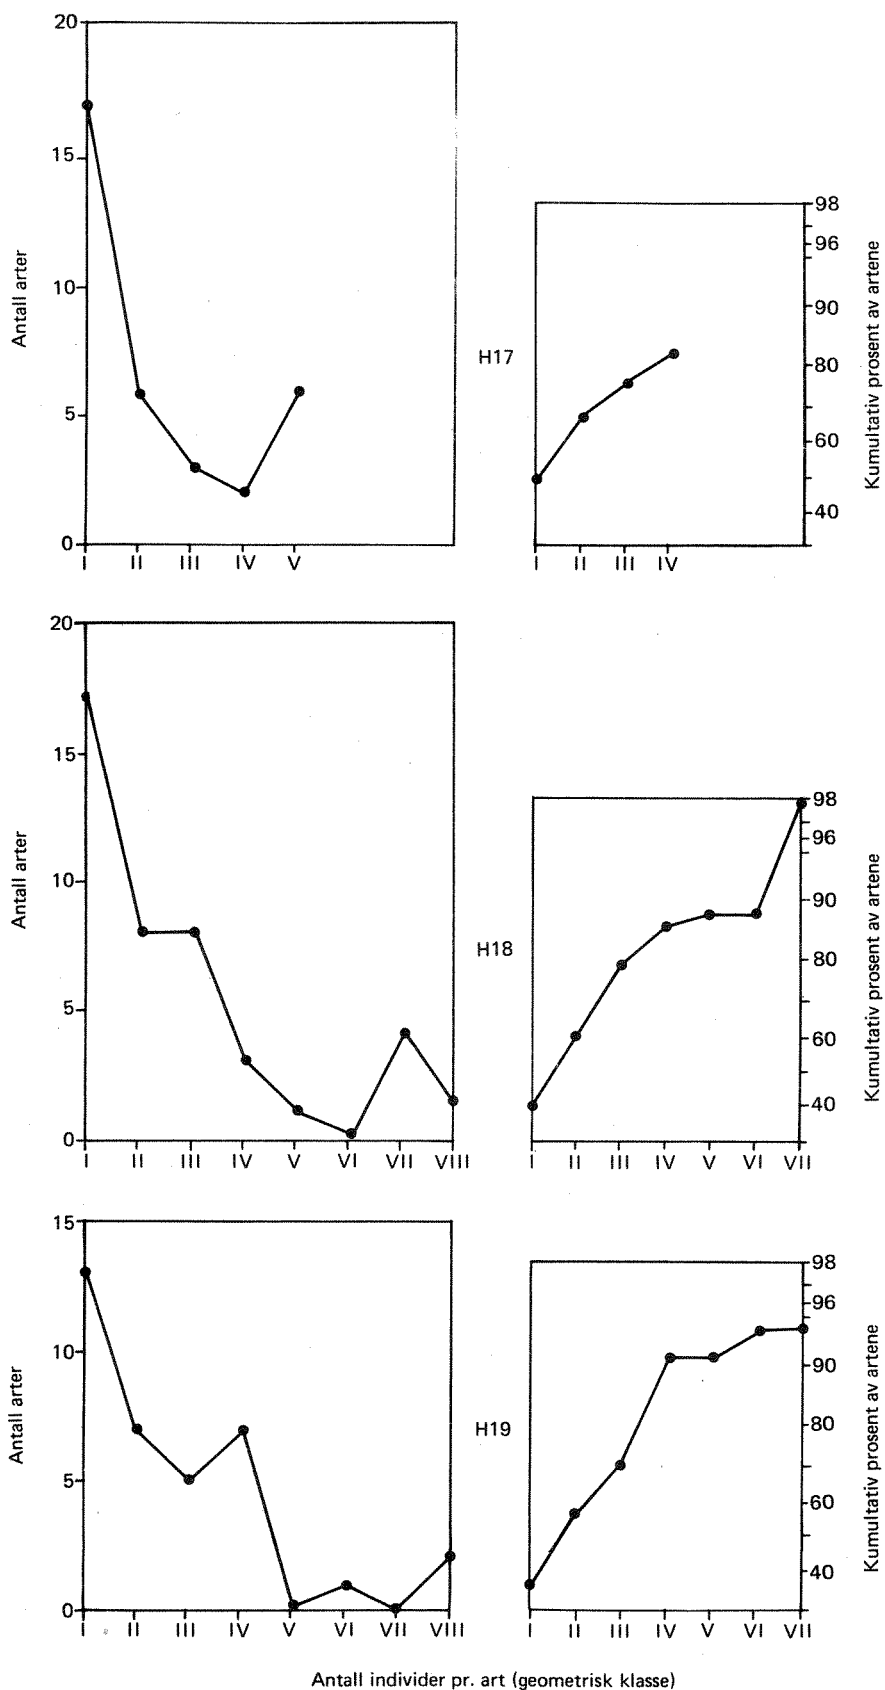 20
15
10
5
0
Antall arter
I II III IV V
H17
98
96
90
80
60
40
Kumultativ prosent av artene
I II III IV
20
15
10
5
0
Antall arter
I II III IV V VI VII VIII
H18
98
96
90
80
60
40
Kumultativ prosent av artene
I II III IV V VI VII
15
10
5
0
Antall arter
I II III IV V VI VII VIII
H19
98
96
90
80
60
40
Kumultativ prosent av artene
I II III IV V VI VII
Antall individer pr. art (geometrisk klasse)